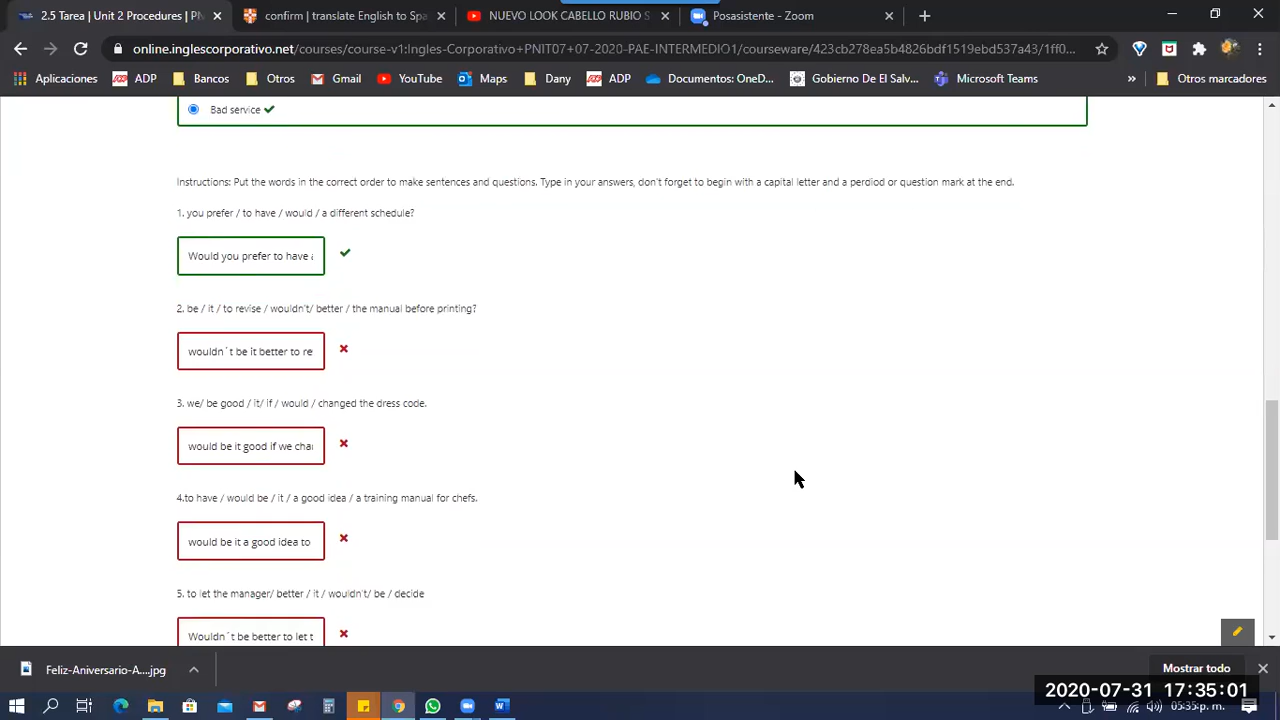 2.5 Tarea | Unit 2 Procedures | P
confirm | translate English to Spa
NUEVO LOOK CABELLO RUBIO S
Posasistente - Zoom
online.inglescorporativo.net/courses/course-v1:Ingles-Corporativo+PNIT07+07-2020-PAE-INTERMEDIO1/courseware/423cb278ea5b4826bdf1519ebd537a43/1ff0...
Aplicaciones ADP Bancos Otros Gmail YouTube Maps Dany ADP Documentos: OneD... Gobierno De El Salv... Microsoft Teams » Otros marcadores
Bad service
Instructions: Put the words in the correct order to make sentences and questions. Type in your answers, don't forget to begin with a capital letter and a perdiod or question mark at the end.
1. you prefer / to have / would / a different schedule?
Would you prefer to have a
2. be / it / to revise / wouldn't/ better / the manual before printing?
wouldn´t be it better to re
3. we/ be good / it/ if / would / changed the dress code.
would be it good if we cha
4.to have / would be / it / a good idea / a training manual for chefs.
would be it a good idea to
5. to let the manager/ better / it / wouldn't/ be / decide
Wouldn´t be better to let t
Feliz-Aniversario-A....jpg
Mostrar todo
2020-07-31 17:35:01
05:35 p. m.